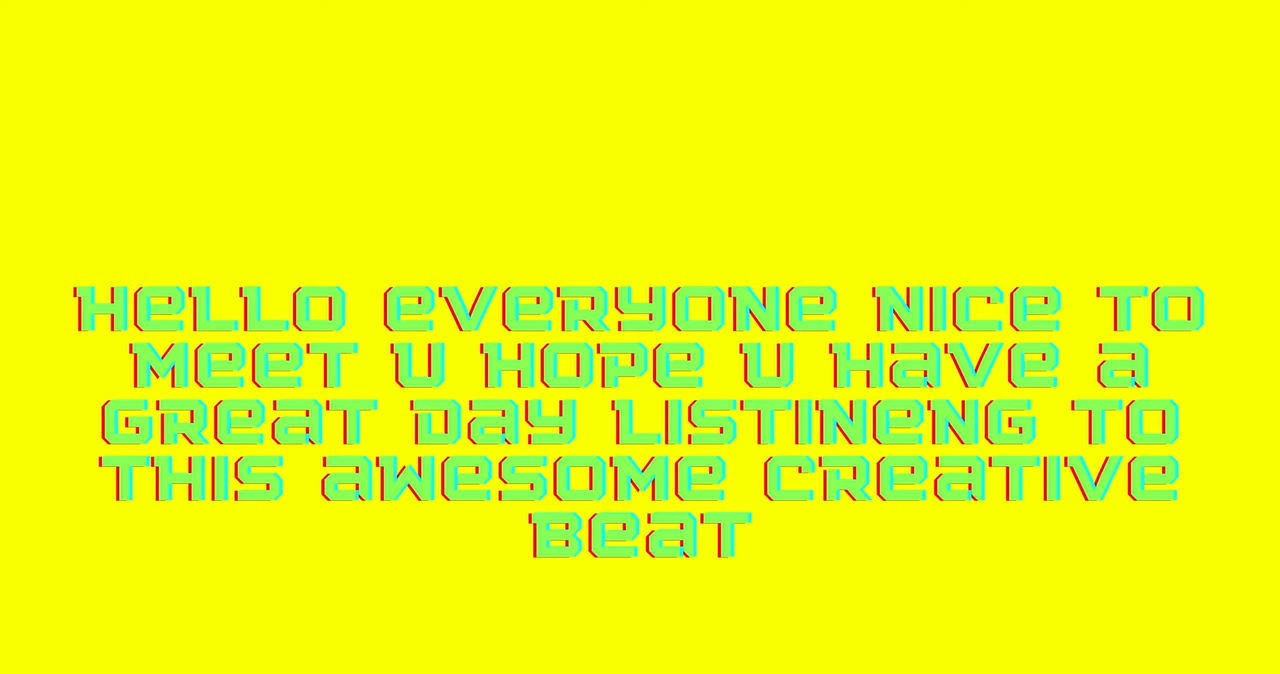 HeLLO eVeRYONe NICe TO
MeeT U HOPe U HaVe a
GReaT Day LISTINeNG TO
THIS aWeSOMe CReaTIVe
BeaT